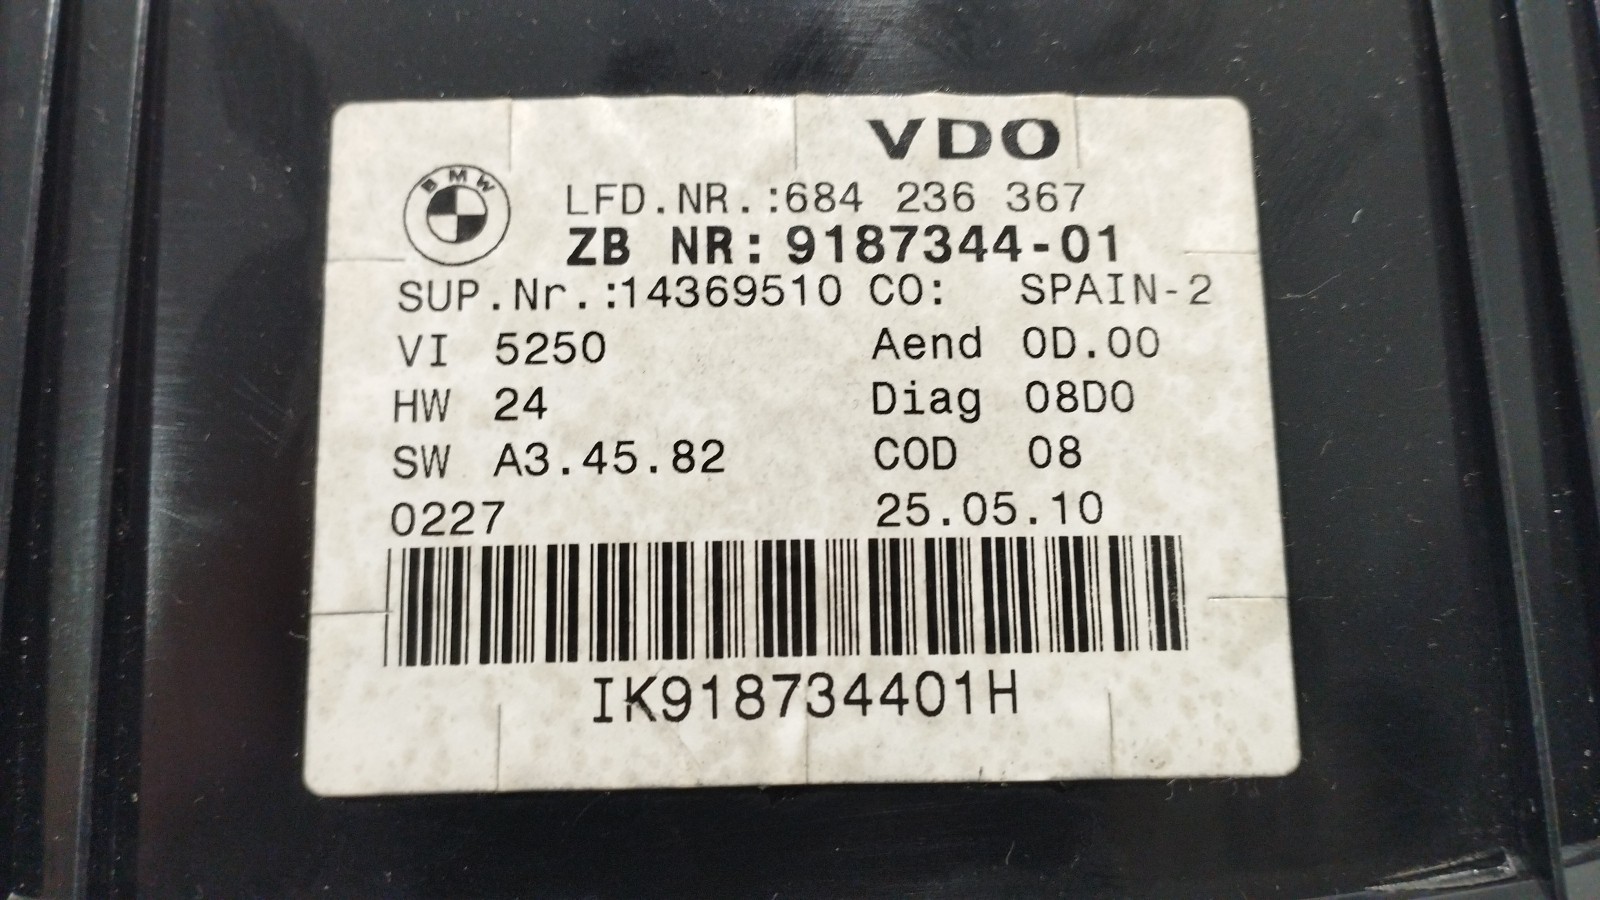 VDO
BMW
LFD.NR.:684 236 367
ZB NR: 9187344-01
SUP.Nr.:14369510 CO: SPAIN-2
VI 5250 Aend 0D.00
HW 24 Diag 08D0
SW A3.45.82 COD 08
0227 25.05.10
IK918734401H